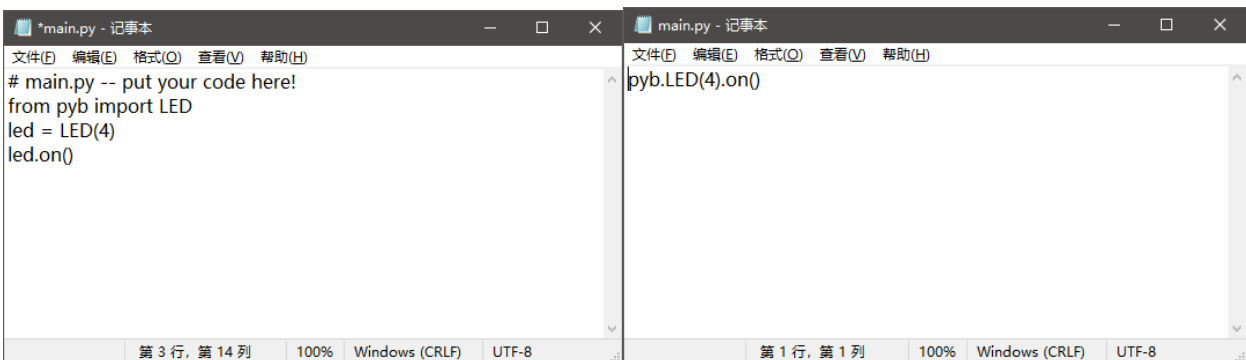 *main.py - 记事本
文件(F) 编辑(E) 格式(O) 查看(V) 帮助(H)
# main.py -- put your code here!
from pyb import LED
led = LED(4)
led.on()
第 3 行，第 14 列 100% Windows (CRLF) UTF-8
main.py - 记事本
文件(F) 编辑(E) 格式(O) 查看(V) 帮助(H)
pyb.LED(4).on()
第 1 行，第 1 列 100% Windows (CRLF) UTF-8